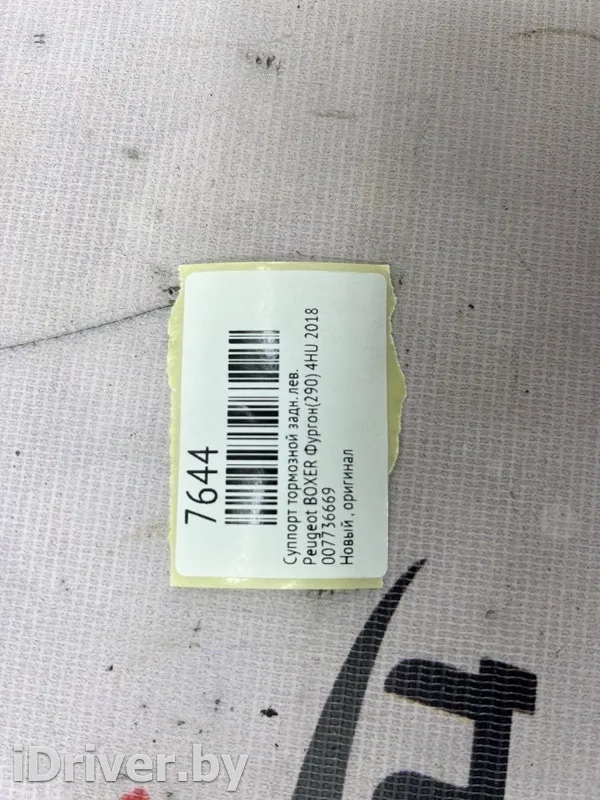 7644
Суппорт тормозной задн.лев.
Peugeot BOXER Фургон(290) 4HU 2018
007736669
Новый , оригинал
iDriver.by